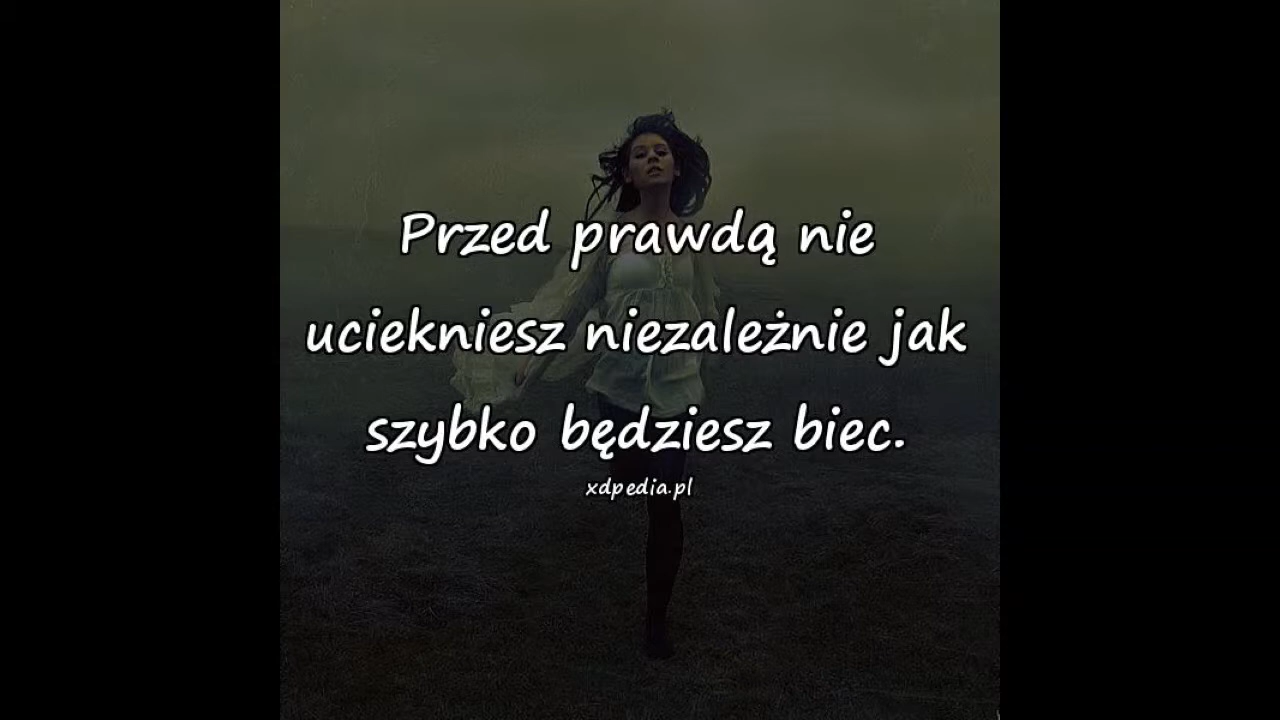 Przed prawdą nie
uciekniesz niezależnie jak
szybko będziesz biec.
xdpedia.pl